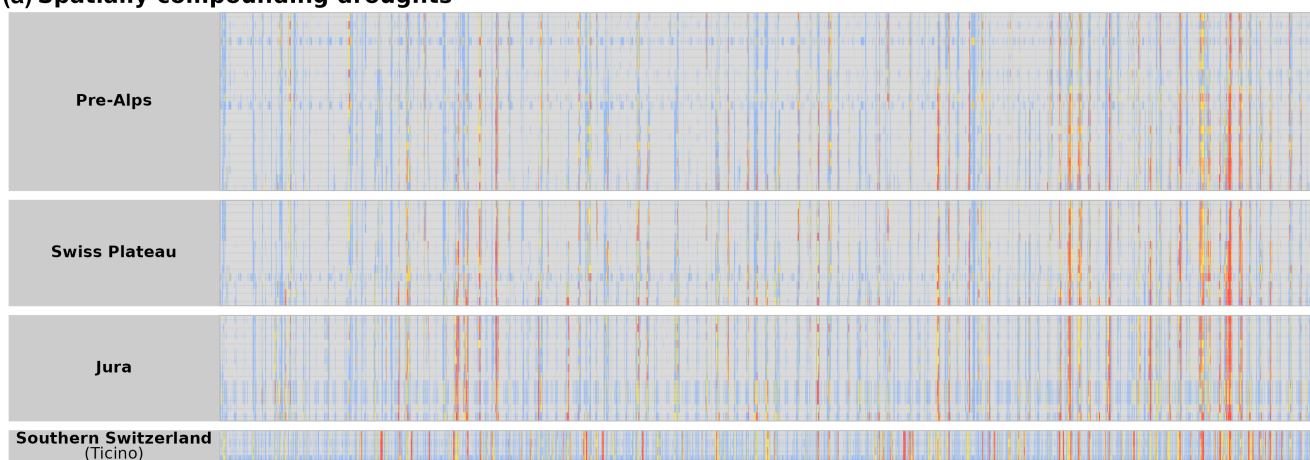 (a) Spatially compounding droughts
Pre-Alps
Swiss Plateau
Jura
Southern Switzerland
(Ticino)